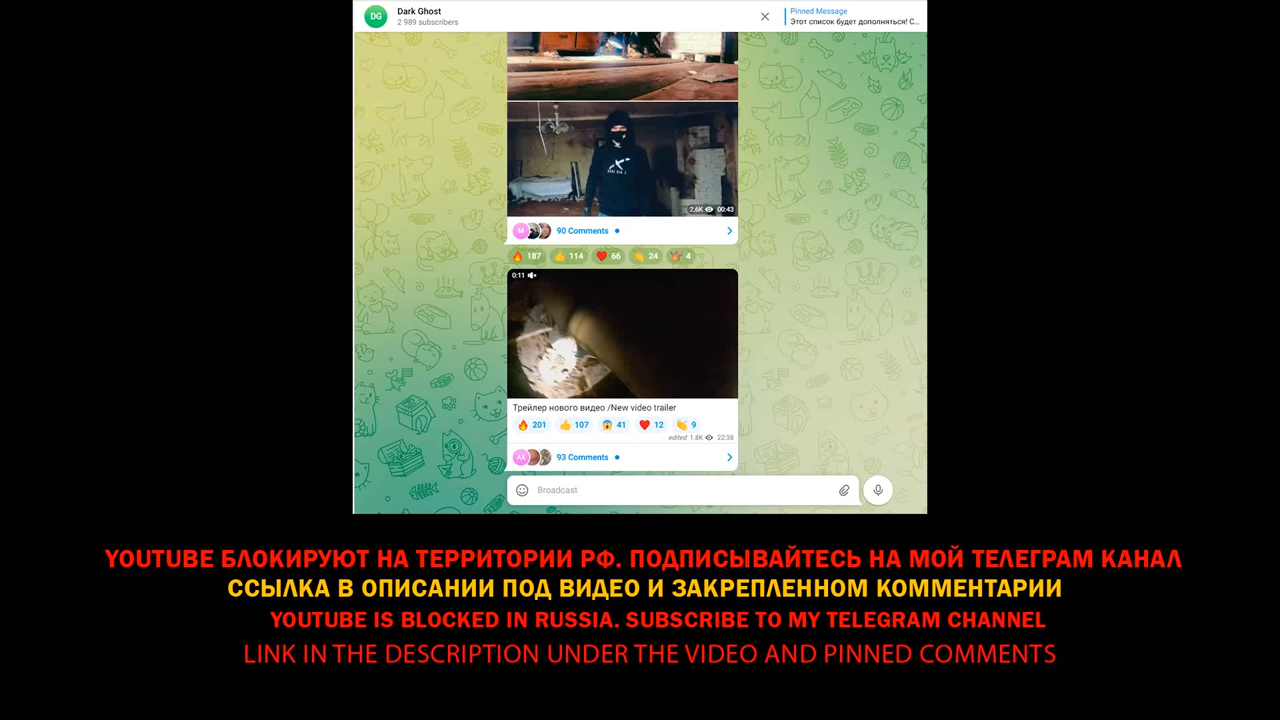 DG
Dark Ghost
2 989 subscribers
Pinned Message
Этот список будет дополняться! С...
2.6K 00:43
M
90 Comments
187 114 66 24 4
0:11
Трейлер нового видео /New video trailer
201 107 41 12 9
edited 1.8K 22:38
AX
93 Comments
Broadcast
YOUTUBE БЛОКИРУЮТ НА ТЕРРИТОРИИ РФ. ПОДПИСЫВАЙТЕСЬ НА МОЙ ТЕЛЕГРАМ КАНАЛ
ССЫЛКА В ОПИСАНИИ ПОД ВИДЕО И ЗАКРЕПЛЕННОМ КОММЕНТАРИИ
YOUTUBE IS BLOCKED IN RUSSIA. SUBSCRIBE TO MY TELEGRAM CHANNEL
LINK IN THE DESCRIPTION UNDER THE VIDEO AND PINNED COMMENTS